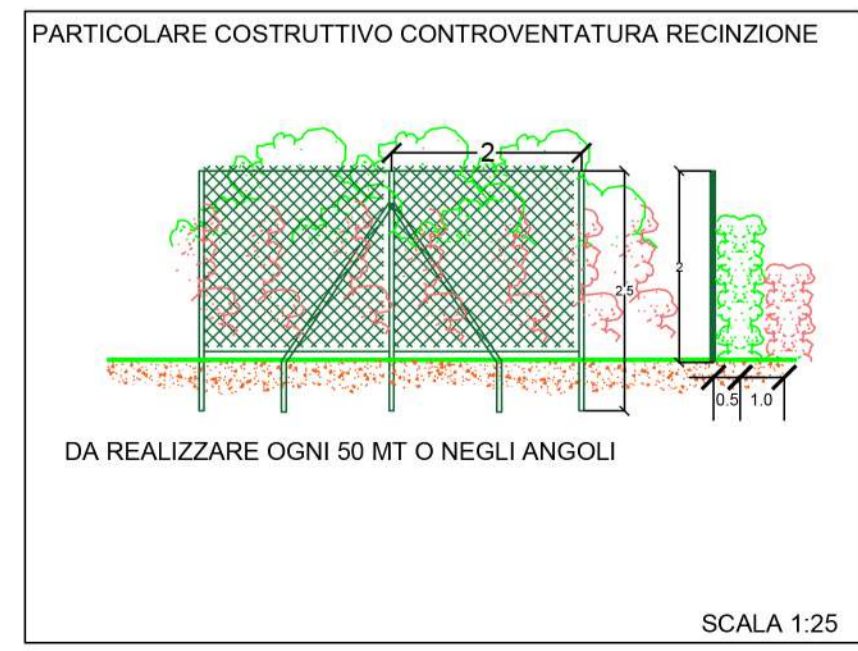 PARTICOLARE COSTRUTTIVO CONTROVENTATURA RECINZIONE
2
2.5
2
0.5 1.0
DA REALIZZARE OGNI 50 MT O NEGLI ANGOLI
SCALA 1:25